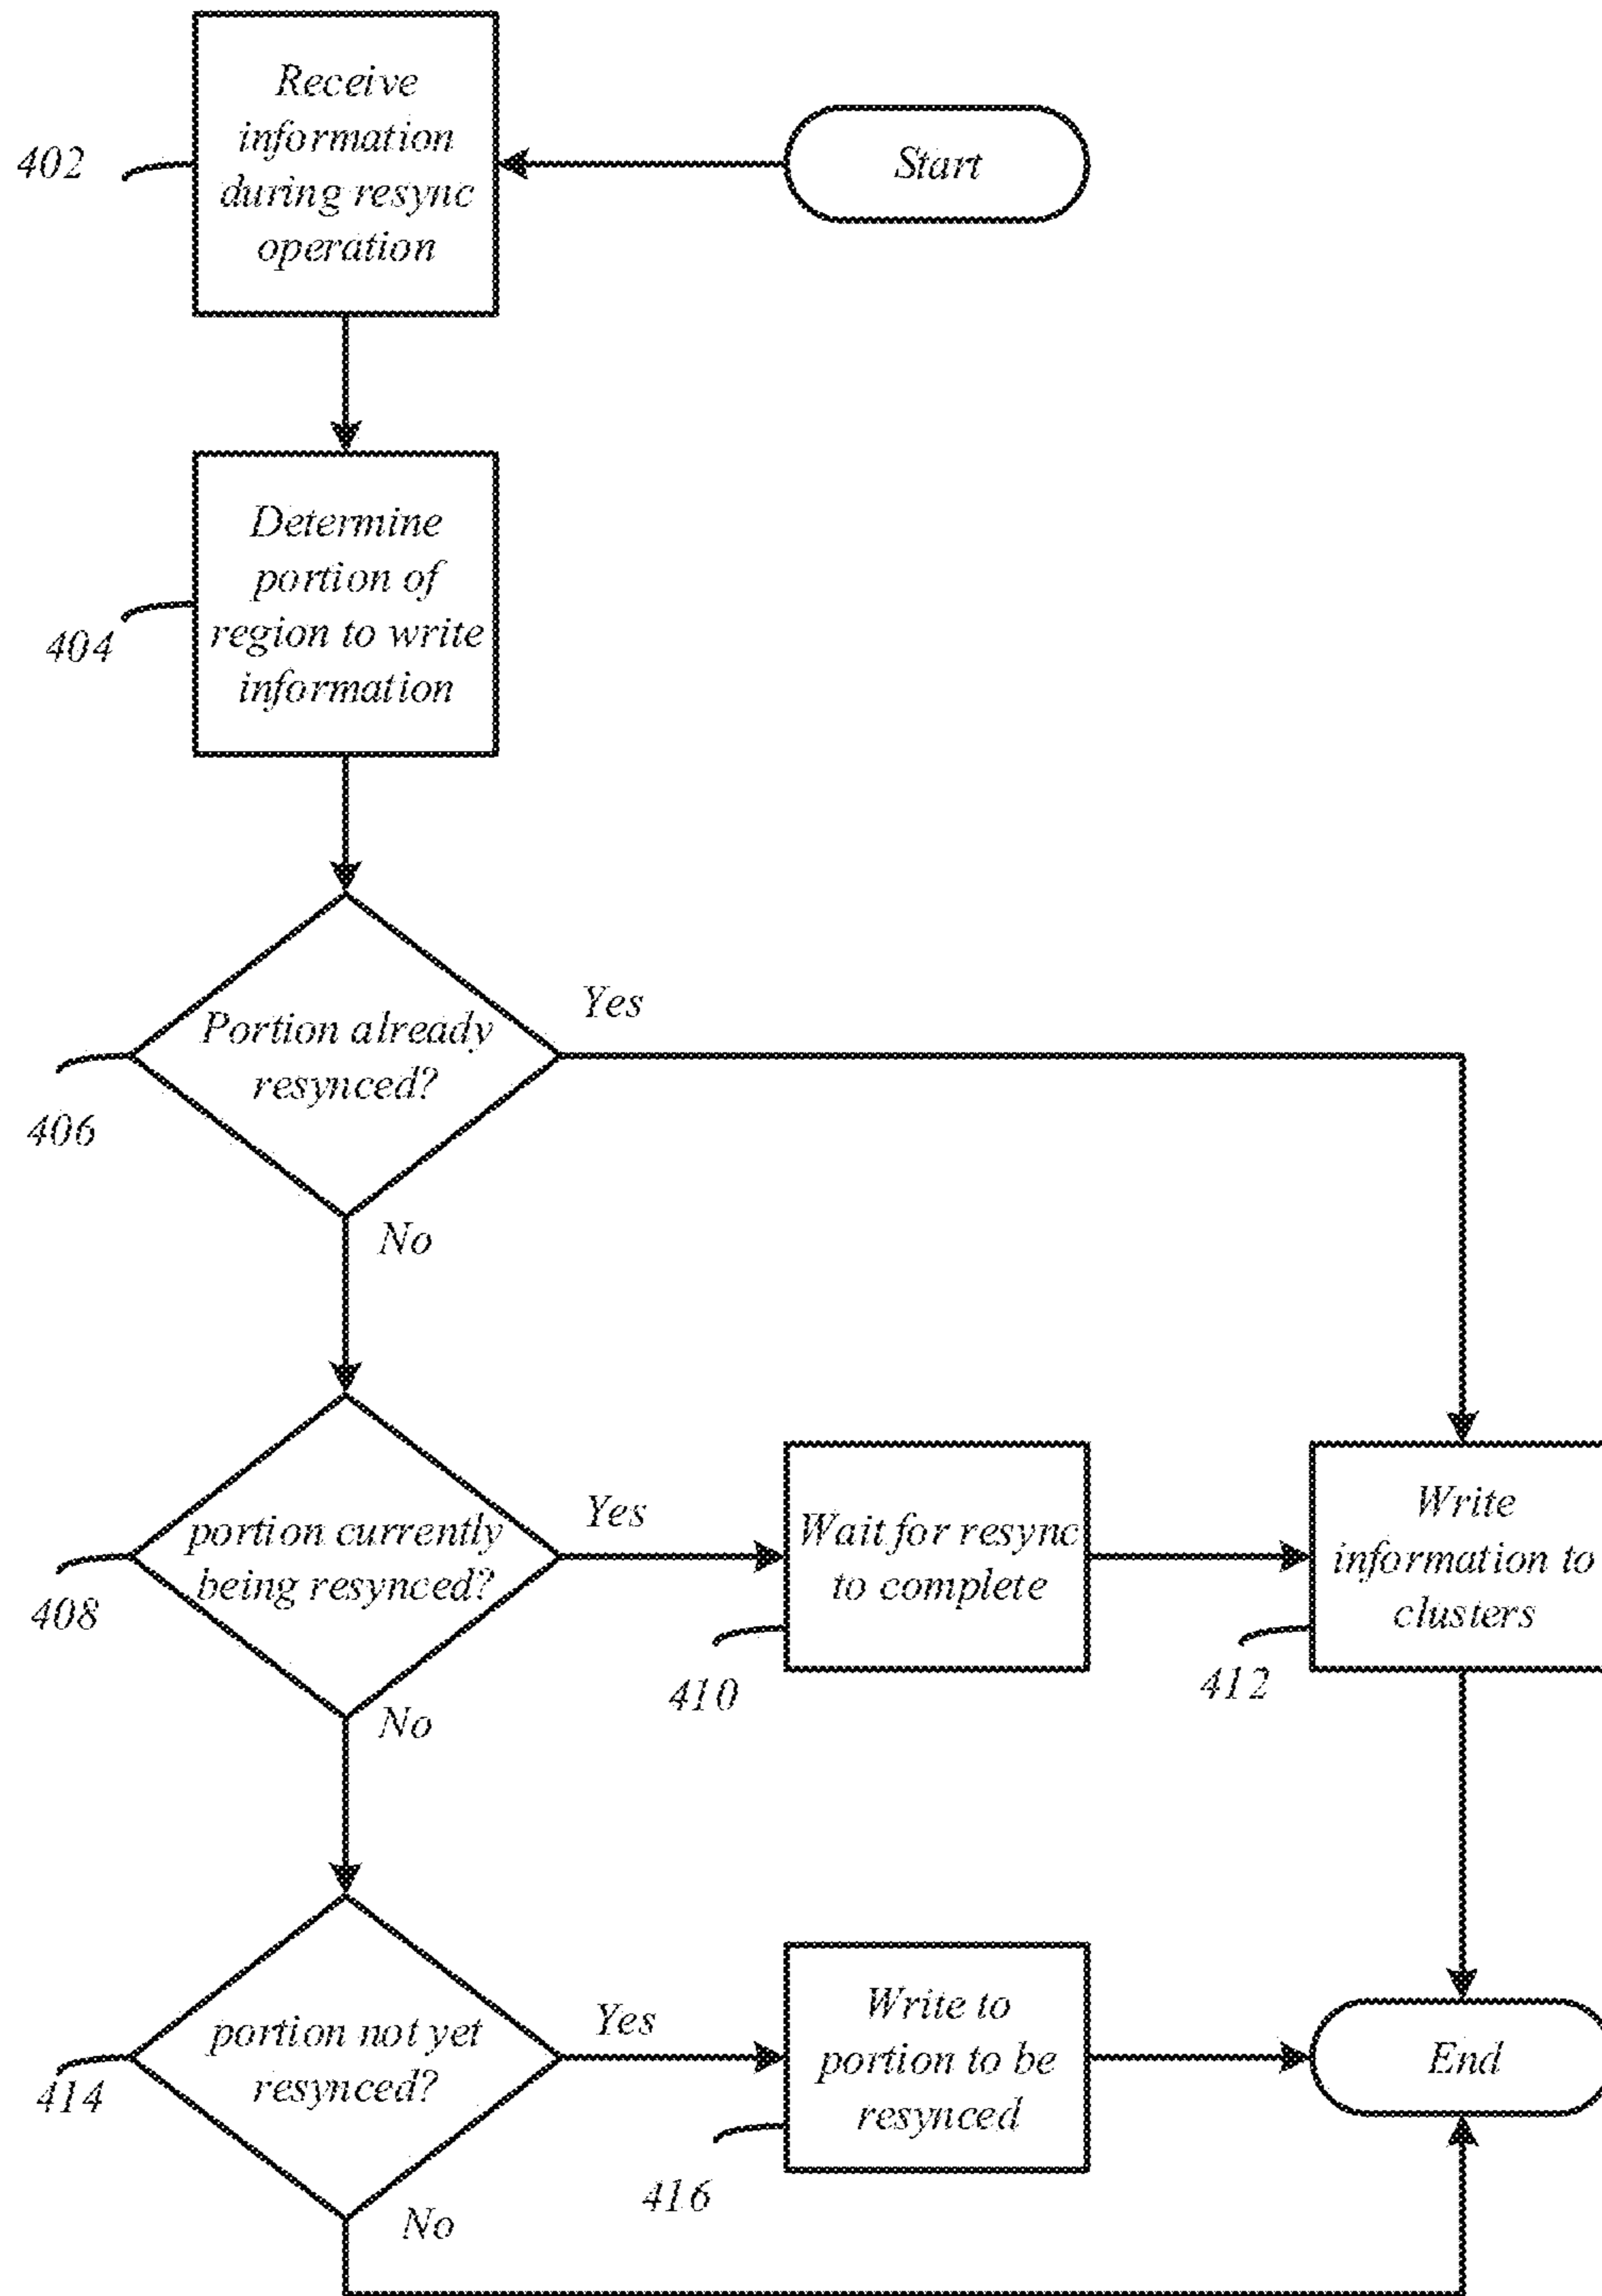 Receive
information
during resync
operation
402
Start
Determine
portion of
region to write
information
404
Portion already
resynced?
Yes
406
No
portion currently
being resynced?
Yes
408
No
Wait for resync
to complete
410
Write
information to
clusters
412
portion not yet
resynced?
Yes
414
No
Write to
portion to be
resynced
416
End